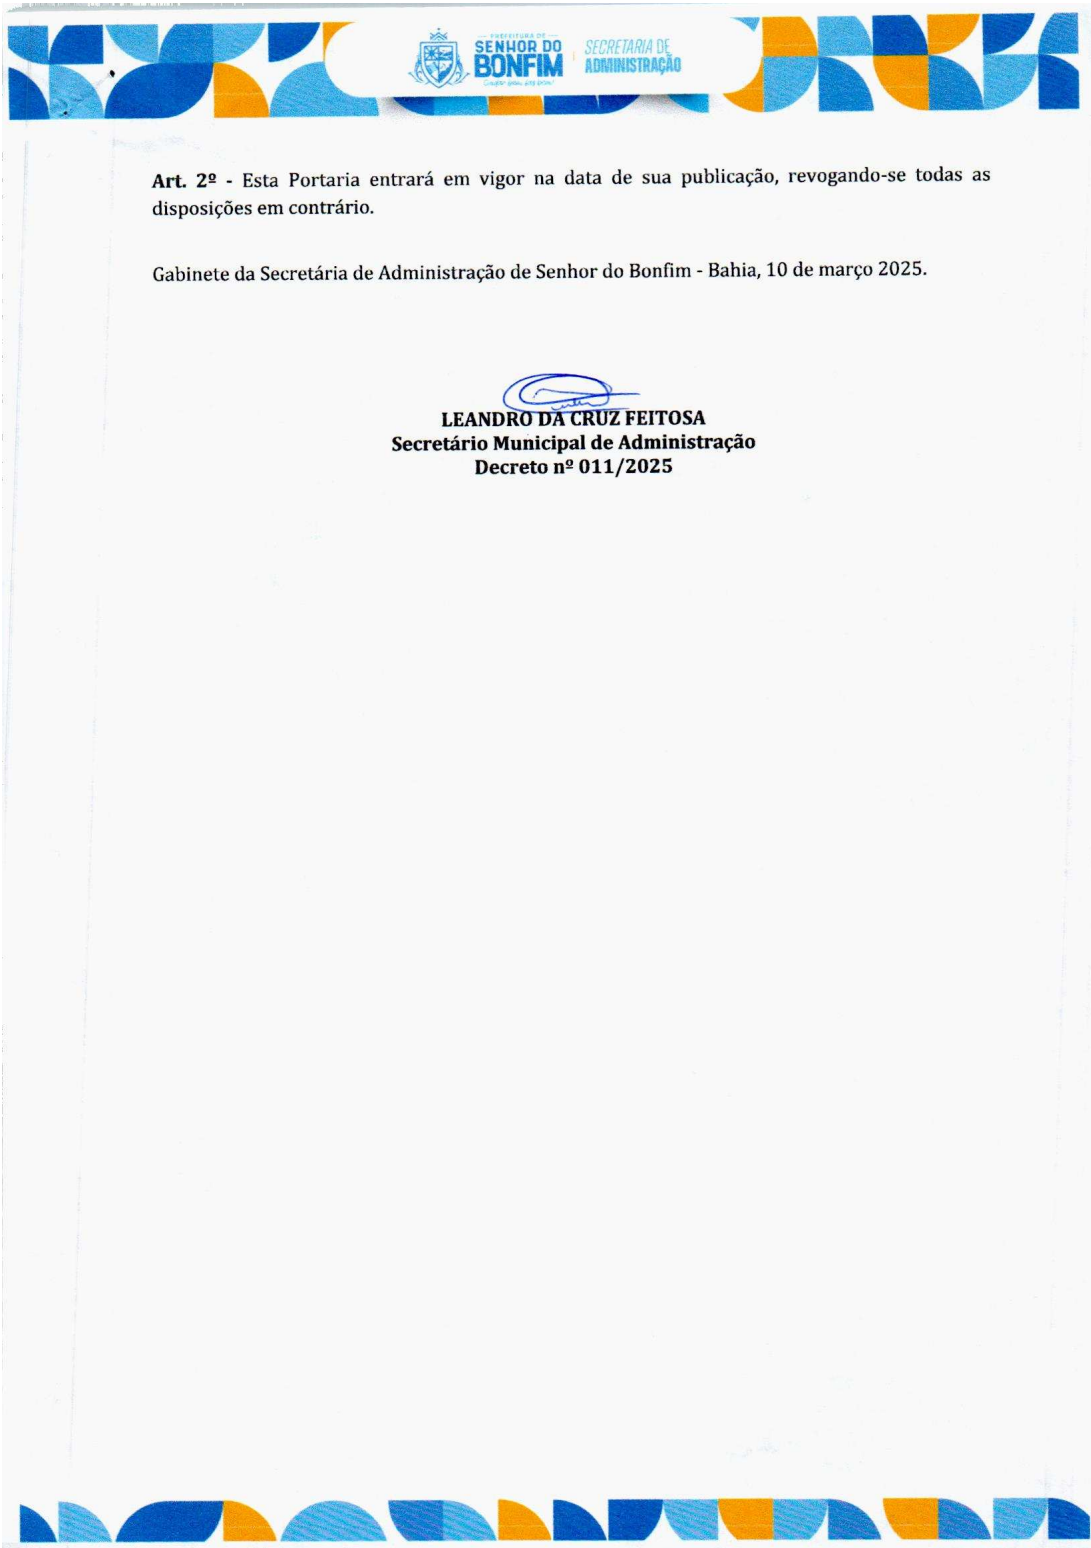 PREFEITURA DE
SENHOR DO
BONFIM
SECRETARIA DE
ADMINISTRAÇÃO
Art. 2º - Esta Portaria entrará em vigor na data de sua publicação, revogando-se todas as
disposições em contrário.
Gabinete da Secretária de Administração de Senhor do Bonfim - Bahia, 10 de março 2025.
LEANDRO DA CRUZ FEITOSA
Secretário Municipal de Administração
Decreto nº 011/2025